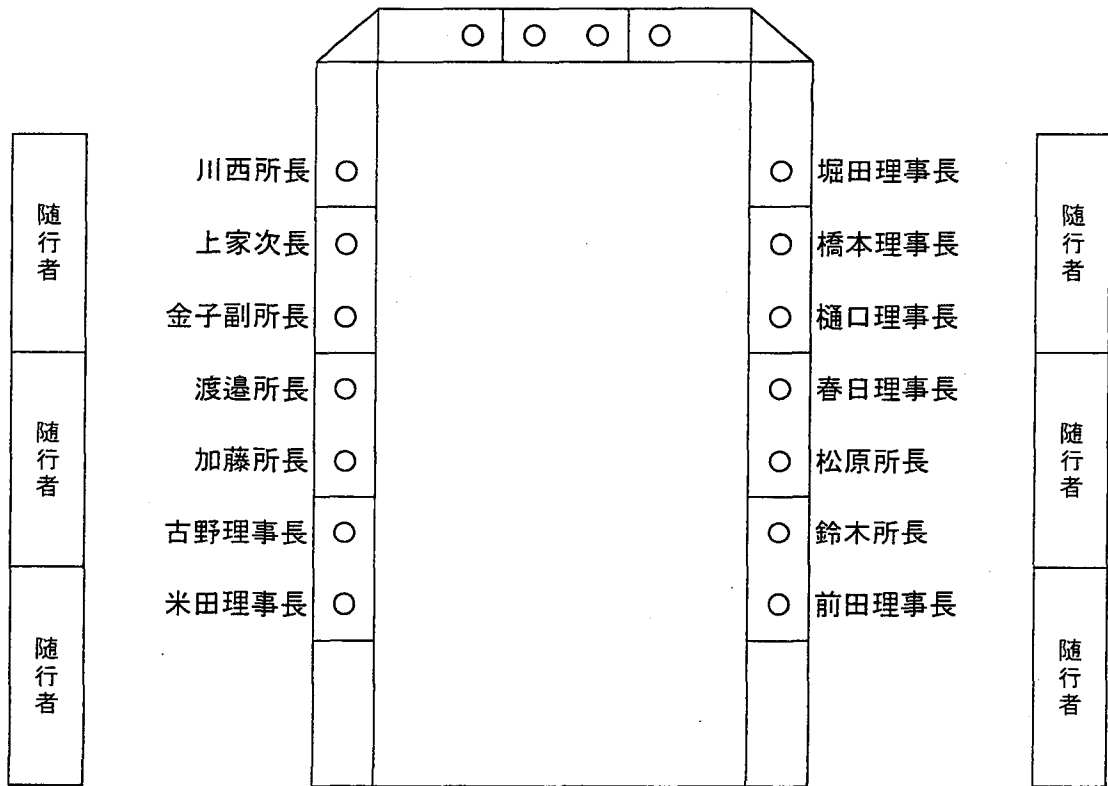 川西所長
上家次長
金子副所長
渡邉所長
加藤所長
古野理事長
米田理事長
堀田理事長
橋本理事長
樋口理事長
春日理事長
松原所長
鈴木所長
前田理事長
随行者
随行者
随行者
随行者
随行者
随行者